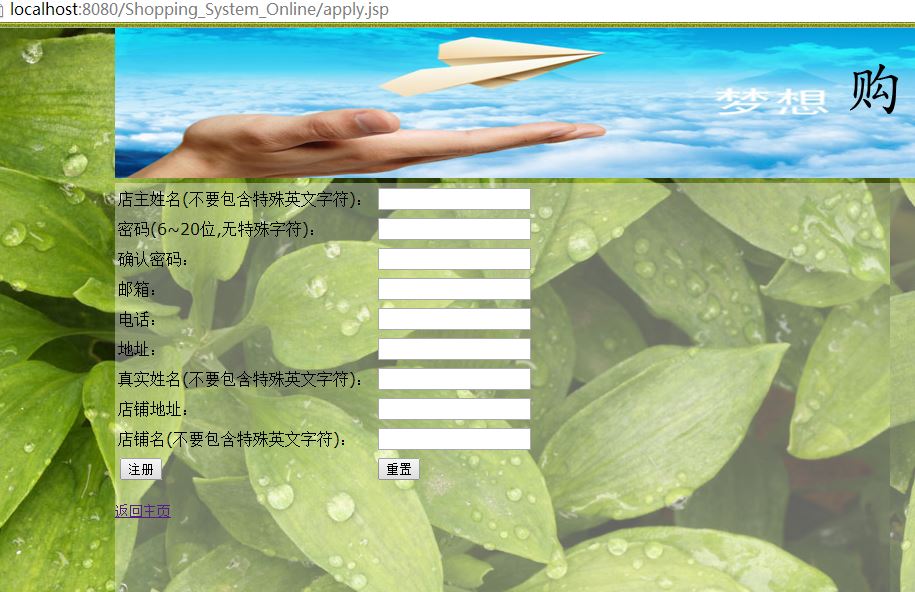 localhost:8080/Shopping_System_Online/apply.jsp
梦想 购
店主姓名(不要包含特殊英文字符)：
密码(6~20位,无特殊字符)：
确认密码：
邮箱：
电话：
地址：
真实姓名(不要包含特殊英文字符)：
店铺地址：
店铺名(不要包含特殊英文字符)：
注册 重置
返回主页